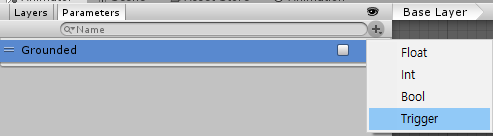 Layers Parameters Base Layer
Name
Grounded
Float
Int
Bool
Trigger